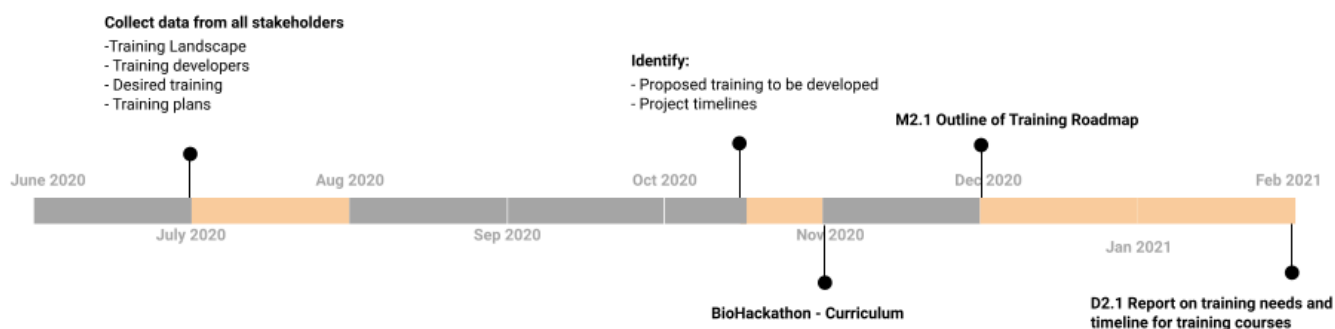 Collect data from all stakeholders
-Training Landscape
- Training developers
- Desired training
- Training plans
Identify:
- Proposed training to be developed
- Project timelines
M2.1 Outline of Training Roadmap
June 2020
Aug 2020
Oct 2020
Dec 2020
Feb 2021
July 2020
Sep 2020
Nov 2020
Jan 2021
BioHackathon - Curriculum
D2.1 Report on training needs and
timeline for training courses